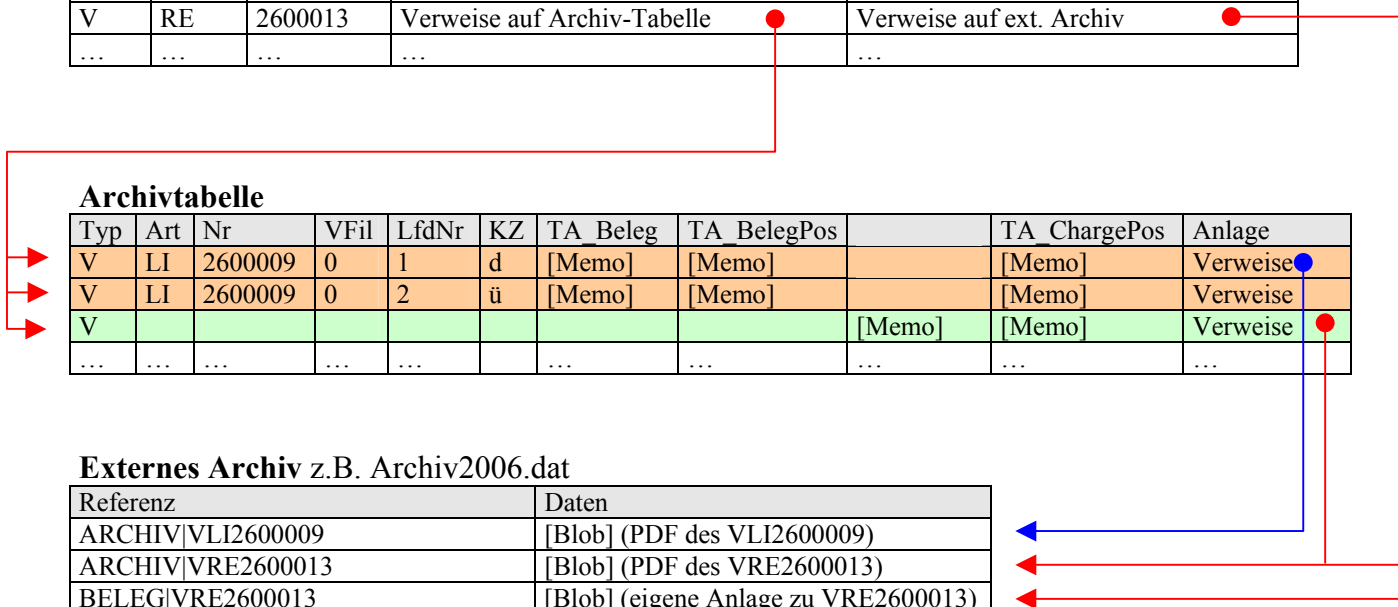 V RE 2600013 Verweise auf Archiv-Tabelle Verweise auf ext. Archiv
… … … … …
Archivtabelle
Typ Art Nr VFil LfdNr KZ TA_Beleg TA_BelegPos TA_ChargePos Anlage
V LI 2600009 0 1 d [Memo] [Memo] [Memo] Verweise
V LI 2600009 0 2 ü [Memo] [Memo] [Memo] Verweise
V [Memo] [Memo] Verweise
… … … … … … … … … …
Externes Archiv z.B. Archiv2006.dat
Referenz Daten
ARCHIV|VLI2600009 [Blob] (PDF des VLI2600009)
ARCHIV|VRE2600013 [Blob] (PDF des VRE2600013)
BELEG|VRE2600013 [Blob] (eigene Anlage zu VRE2600013)